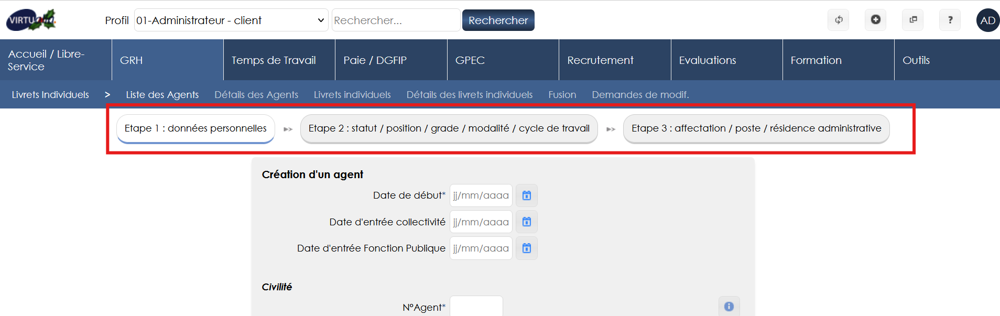 VIRTUalia
Profil 01-Administrateur - client Rechercher... Rechercher ? AD
Accueil / Libre-Service GRH Temps de Travail Paie / DGFIP GPEC Recrutement Evaluations Formation Outils
Livrets Individuels > Liste des Agents Détails des Agents Livrets individuels Détails des livrets individuels Fusion Demandes de modif.
Etape 1 : données personnelles Etape 2 : statut / position / grade / modalité / cycle de travail Etape 3 : affectation / poste / résidence administrative
Création d'un agent
Date de début* jj/mm/aaaa
Date d'entrée collectivité jj/mm/aaaa
Date d'entrée Fonction Publique jj/mm/aaaa
Civilité
N°Agent*